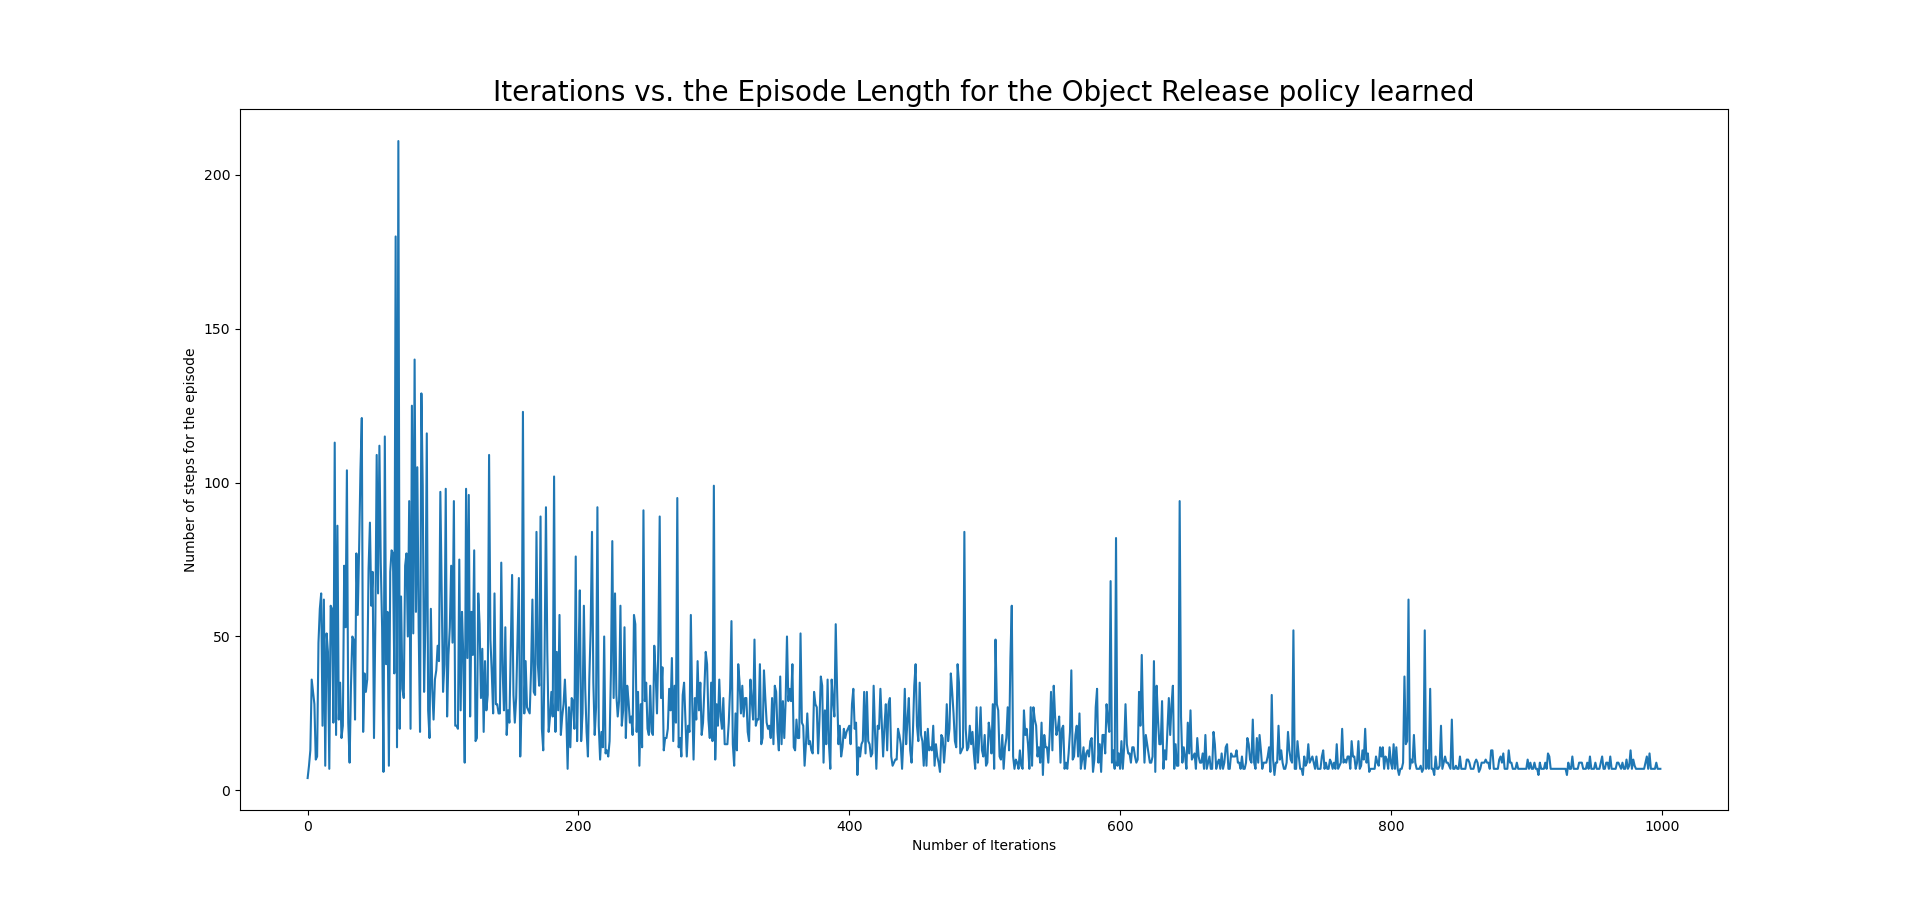 Iterations vs. the Episode Length for the Object Release policy learned
200
150
100
50
0
Number of steps for the episode
0 200 400 600 800 1000
Number of Iterations